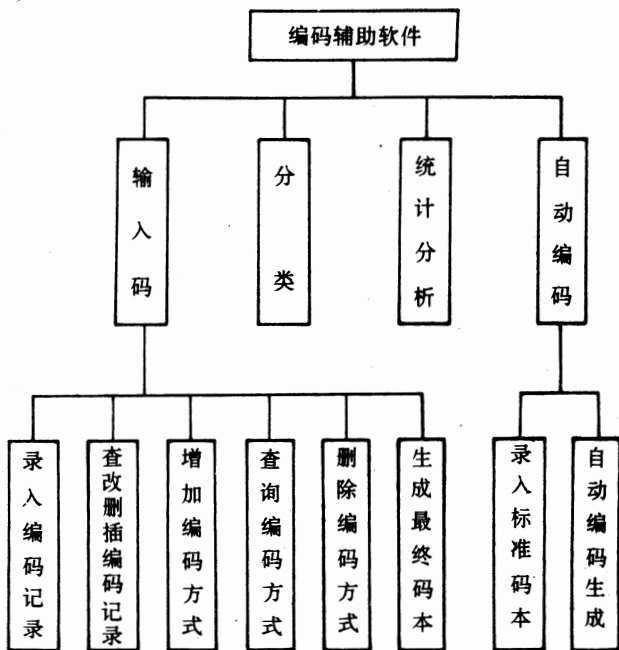 编码辅助软件
输入码
分类
统计分析
自动编码
录入编码记录
查改删插编码记录
增加编码方式
查询编码方式
删除编码方式
生成最终码本
录入标准码本
自动编码生成